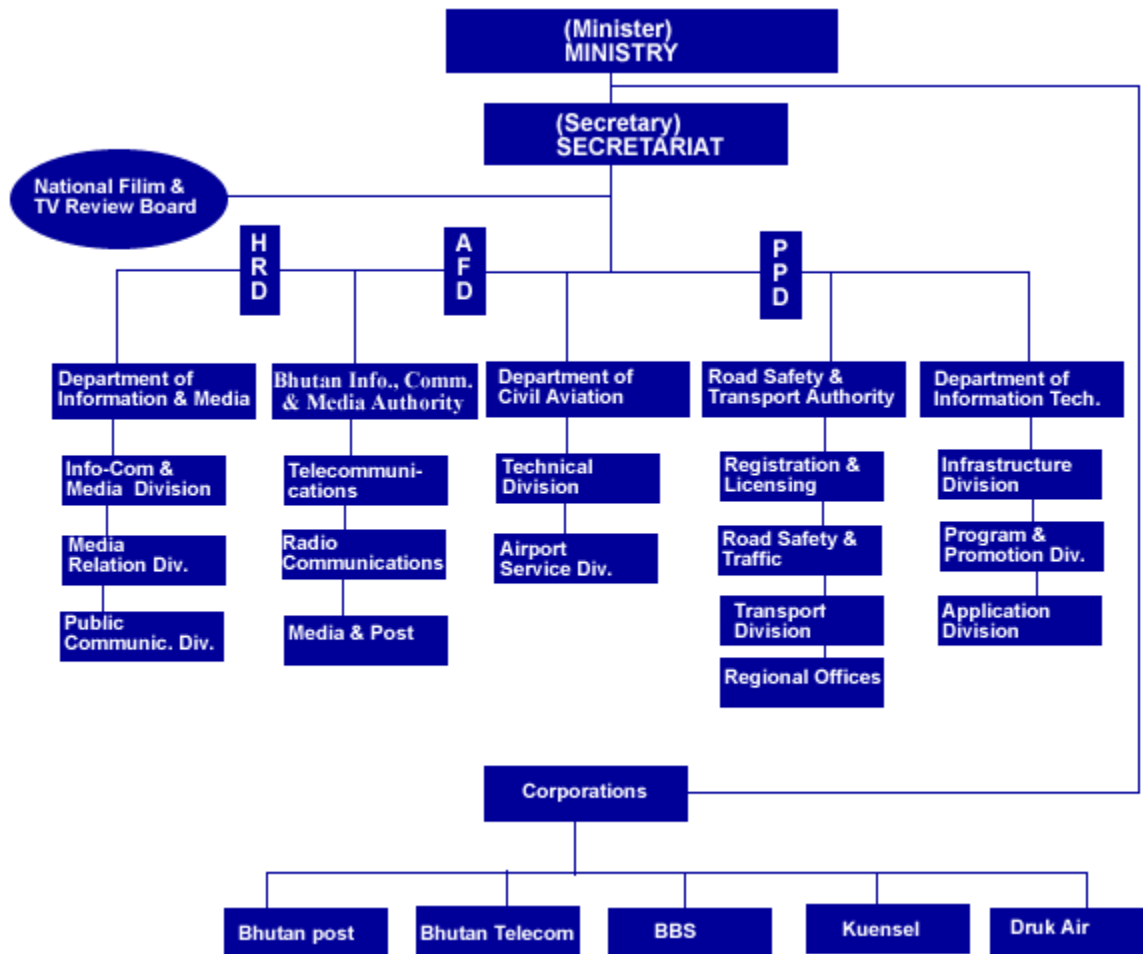 (Minister)
MINISTRY
(Secretary)
SECRETARIAT
National Filim &
TV Review Board
HRD
AFD
PPD
Department of
Information & Media
Bhutan Info., Comm.
& Media Authority
Department of
Civil Aviation
Road Safety &
Transport Authority
Department of
Information Tech.
Info-Com &
Media Division
Telecommuni-
cations
Technical
Division
Registration &
Licensing
Infrastructure
Division
Media
Relation Div.
Radio
Communications
Airport
Service Div.
Road Safety &
Traffic
Program &
Promotion Div.
Public
Communic. Div.
Media & Post
Transport
Division
Application
Division
Regional Offices
Corporations
Bhutan post
Bhutan Telecom
BBS
Kuensel
Druk Air